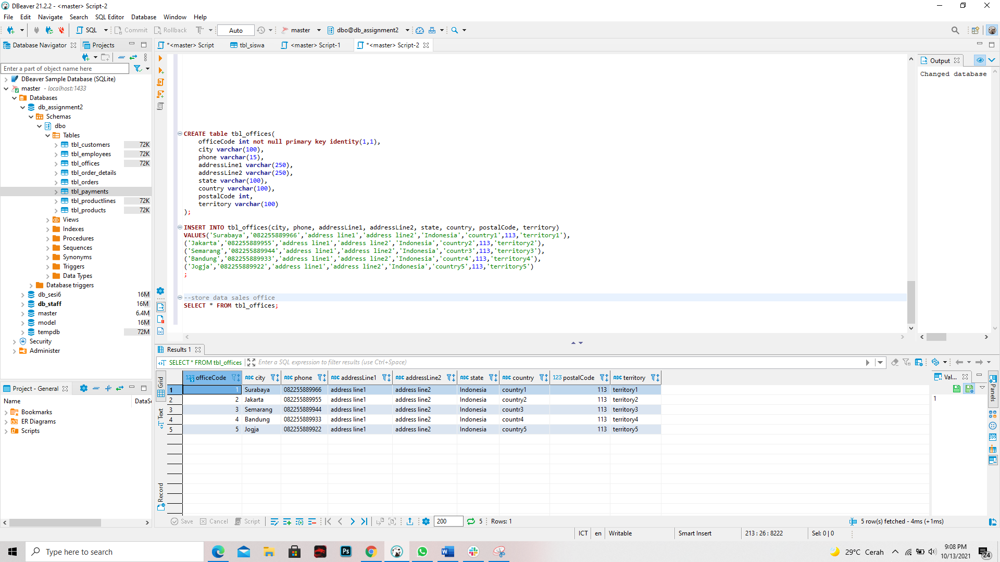 DBeaver 21.2.2 - <master> Script-2
File Edit Navigate Search SQL Editor Database Window Help
SQL Commit Rollback Auto master dbo@db_assignment2
Database Navigator Projects
*<master> Script tbl_siswa <master> Script-1 *<master> Script-2
Enter a part of object name here
DBeaver Sample Database (SQLite)
master - localhost:1433
Databases
db_assignment2
Schemas
dbo
Tables
tbl_customers 72K
tbl_employees 72K
tbl_offices 72K
tbl_order_details
tbl_orders
tbl_payments
tbl_productlines 72K
tbl_products 72K
Views
Indexes
Procedures
Sequences
Synonyms
Triggers
Data Types
Database triggers
db_sesi6 16M
db_staff 16M
master 6.4M
model 16M
tempdb 72M
Security
Administer
CREATE table tbl_offices(
officeCode int not null primary key identity(1,1),
city varchar(100),
phone varchar(15),
addressLine1 varchar(250),
addressLine2 varchar(250),
state varchar(100),
country varchar(100),
postalCode int,
territory varchar(100)
);
INSERT INTO tbl_offices(city, phone, addressLine1, addressLine2, state, country, postalCode, territory)
VALUES('Surabaya','082255889966','address line1','address line2','Indonesia','country1',113,'territory1'),
('Jakarta','082255889955','address line1','address line2','Indonesia','country2',113,'territory2'),
('Semarang','082255889944','address line1','address line2','Indonesia','countr3',113,'territory3'),
('Bandung','082255889933','address line1','address line2','Indonesia','countr4',113,'territory4'),
('Jogja','082255889922','address line1','address line2','Indonesia','country5',113,'territory5')
;
--store data sales office
SELECT * FROM tbl_offices;
Output
Changed database
Project - General
Name DataSo
Bookmarks
ER Diagrams
Scripts
Results 1
SELECT * FROM tbl_offices Enter a SQL expression to filter results (use Ctrl+Space)
Grid
Text
Record
123 officeCode ABC city ABC phone ABC addressLine1 ABC addressLine2 ABC state ABC country 123 postalCode ABC territory
1 1 Surabaya 082255889966 address line1 address line2 Indonesia country1 113 territory1
2 2 Jakarta 082255889955 address line1 address line2 Indonesia country2 113 territory2
3 3 Semarang 082255889944 address line1 address line2 Indonesia countr3 113 territory3
4 4 Bandung 082255889933 address line1 address line2 Indonesia countr4 113 territory4
5 5 Jogja 082255889922 address line1 address line2 Indonesia country5 113 territory5
Val...
1
Panels
Save Cancel Script 200 5 Rows: 1 5 row(s) fetched - 4ms (+1ms)
ICT en Writable Smart Insert 213 : 26 : 8222 Sel: 0 | 0
Type here to search
Ps
29°C Cerah
9:08 PM
10/13/2021
24